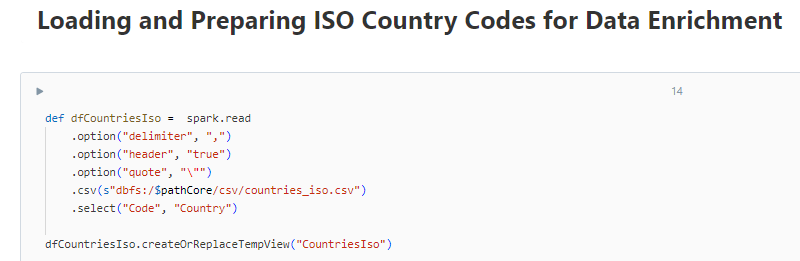 Loading and Preparing ISO Country Codes for Data Enrichment
14
def dfCountriesIso =  spark.read
    .option("delimiter", ",")
    .option("header", "true")
    .option("quote", "\"")
    .csv(s"dbfs:/$pathCore/csv/countries_iso.csv")
    .select("Code", "Country")
dfCountriesIso.createOrReplaceTempView("CountriesIso")